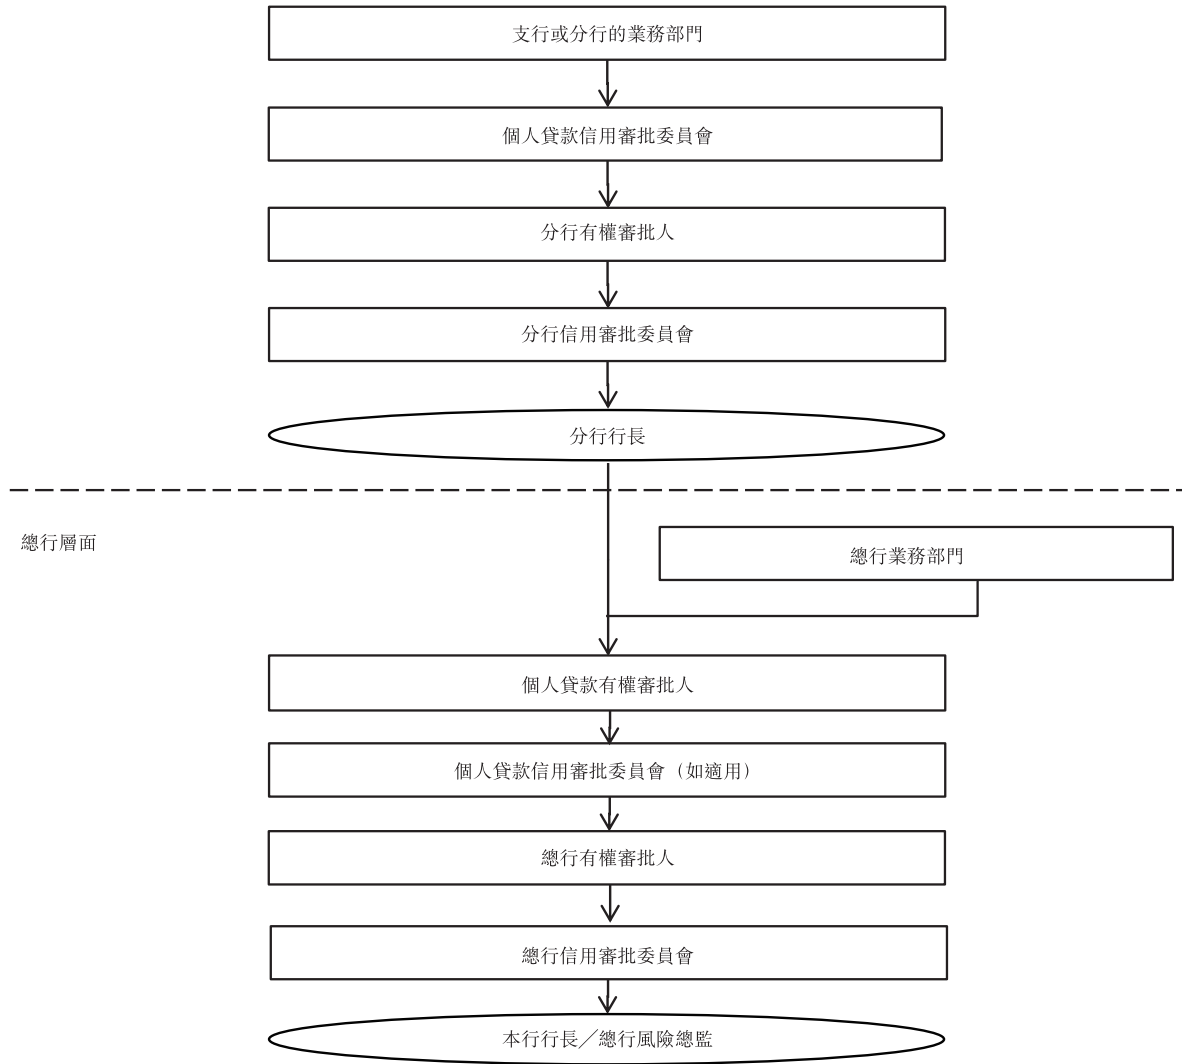 支行或分行的業務部門
個人貸款信用審批委員會
分行有權審批人
分行信用審批委員會
分行行長
總行層面
總行業務部門
個人貸款有權審批人
個人貸款信用審批委員會（如適用）
總行有權審批人
總行信用審批委員會
本行行長／總行風險總監